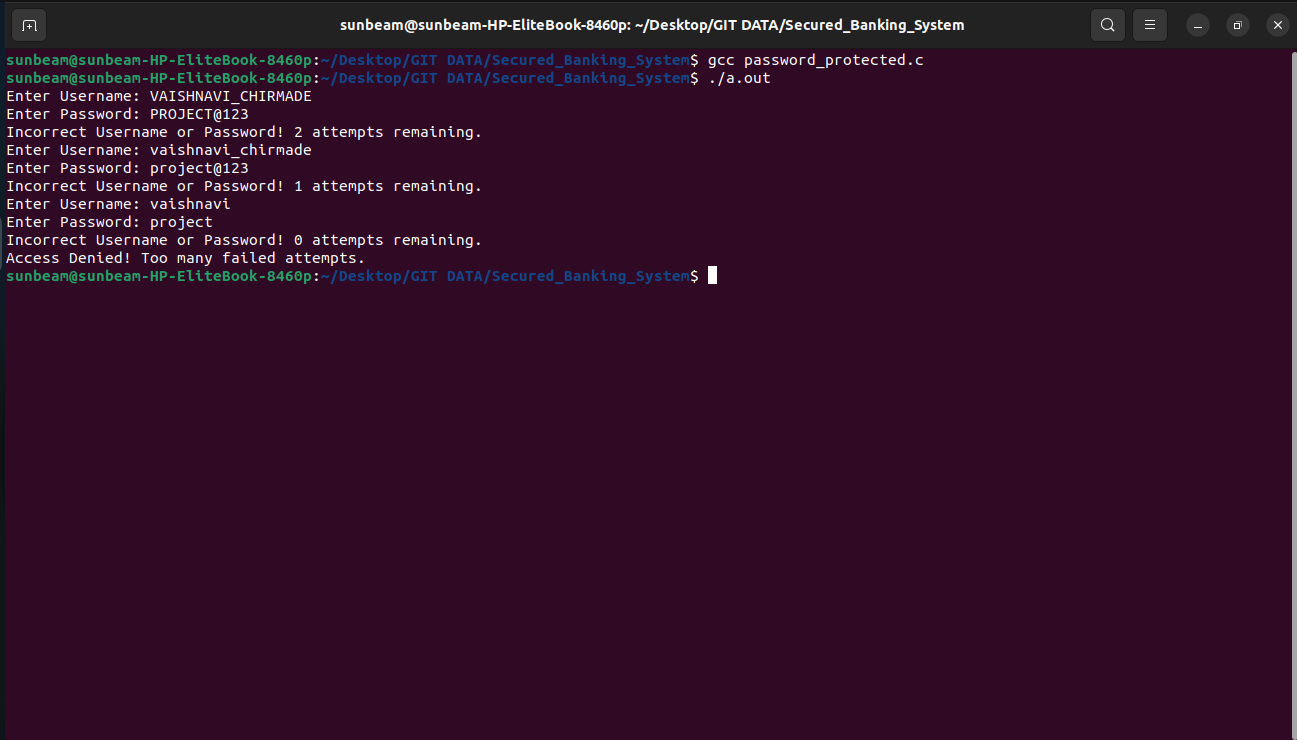 sunbeam@sunbeam-HP-EliteBook-8460p: ~/Desktop/GIT DATA/Secured_Banking_System
sunbeam@sunbeam-HP-EliteBook-8460p:~/Desktop/GIT DATA/Secured_Banking_System$ gcc password_protected.c
sunbeam@sunbeam-HP-EliteBook-8460p:~/Desktop/GIT DATA/Secured_Banking_System$ ./a.out
Enter Username: VAISHNAVI_CHIRMADE
Enter Password: PROJECT@123
Incorrect Username or Password! 2 attempts remaining.
Enter Username: vaishnavi_chirmade
Enter Password: project@123
Incorrect Username or Password! 1 attempts remaining.
Enter Username: vaishnavi
Enter Password: project
Incorrect Username or Password! 0 attempts remaining.
Access Denied! Too many failed attempts.
sunbeam@sunbeam-HP-EliteBook-8460p:~/Desktop/GIT DATA/Secured_Banking_System$